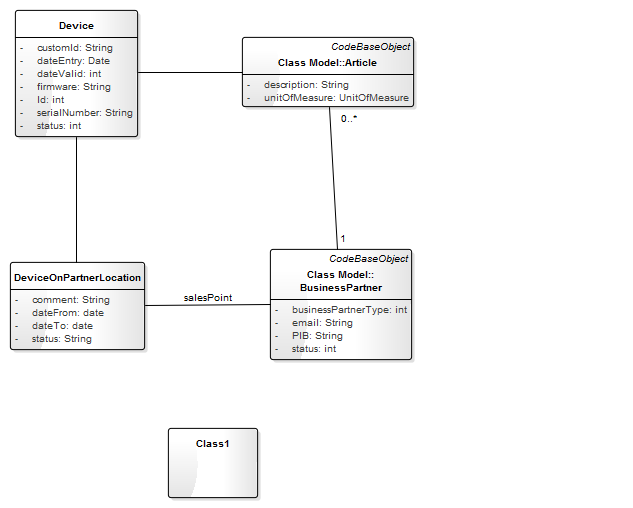 Device
- customId: String
- dateEntry: Date
- dateValid: int
- firmware: String
- Id: int
- serialNumber: String
- status: int
CodeBaseObject
Class Model::Article
- description: String
- unitOfMeasure: UnitOfMeasure
0..*
1
DeviceOnPartnerLocation
- comment: String
- dateFrom: date
- dateTo: date
- status: String
salesPoint
CodeBaseObject
Class Model::
BusinessPartner
- businessPartnerType: int
- email: String
- PIB: String
- status: int
Class1